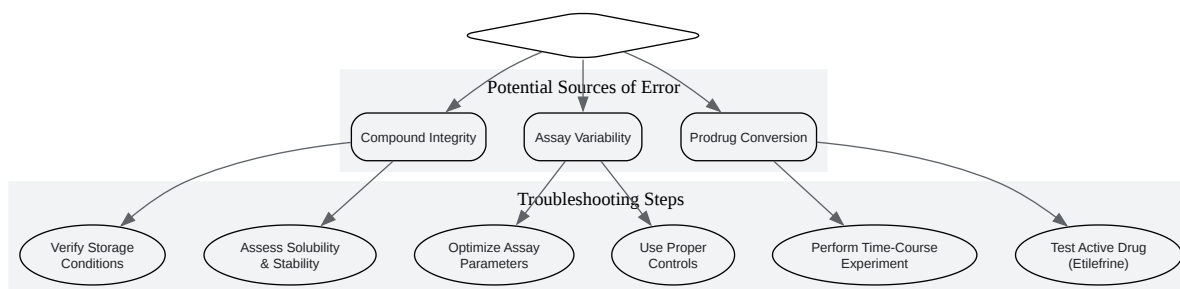 Potential Sources of Error
Compound Integrity
Assay Variability
Prodrug Conversion
Troubleshooting Steps
Verify Storage
Conditions
Assess Solubility
& Stability
Optimize Assay
Parameters
Use Proper
Controls
Perform Time-Course
Experiment
Test Active Drug
(Etilefrine)